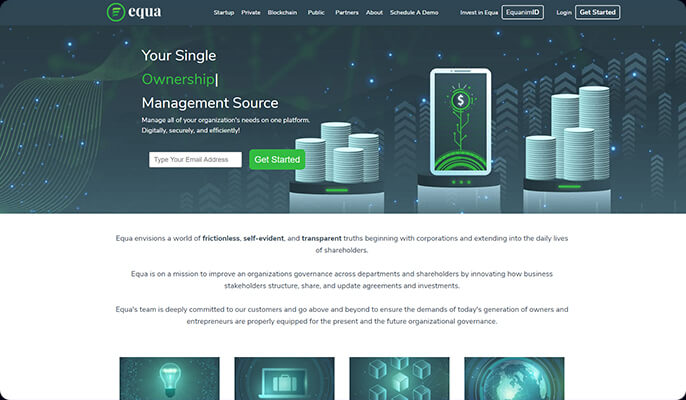 equa
Startup Private Blockchain Public Partners About Schedule A Demo Invest in Equa EquanimID Login Get Started
Your Single
Ownership|
Management Source
Manage all of your organization's needs on one platform.
Digitally, securely, and efficiently!
Type Your Email Address Get Started
$
Equa envisions a world of frictionless, self-evident, and transparent truths beginning with corporations and extending into the daily lives
of shareholders.
Equa is on a mission to improve an organizations governance across departments and shareholders by innovating how business
stakeholders structure, share, and update agreements and investments.
Equa's team is deeply committed to our customers and go above and beyond to ensure the demands of today's generation of owners and
entrepreneurs are properly equipped for the present and the future organizational governance.